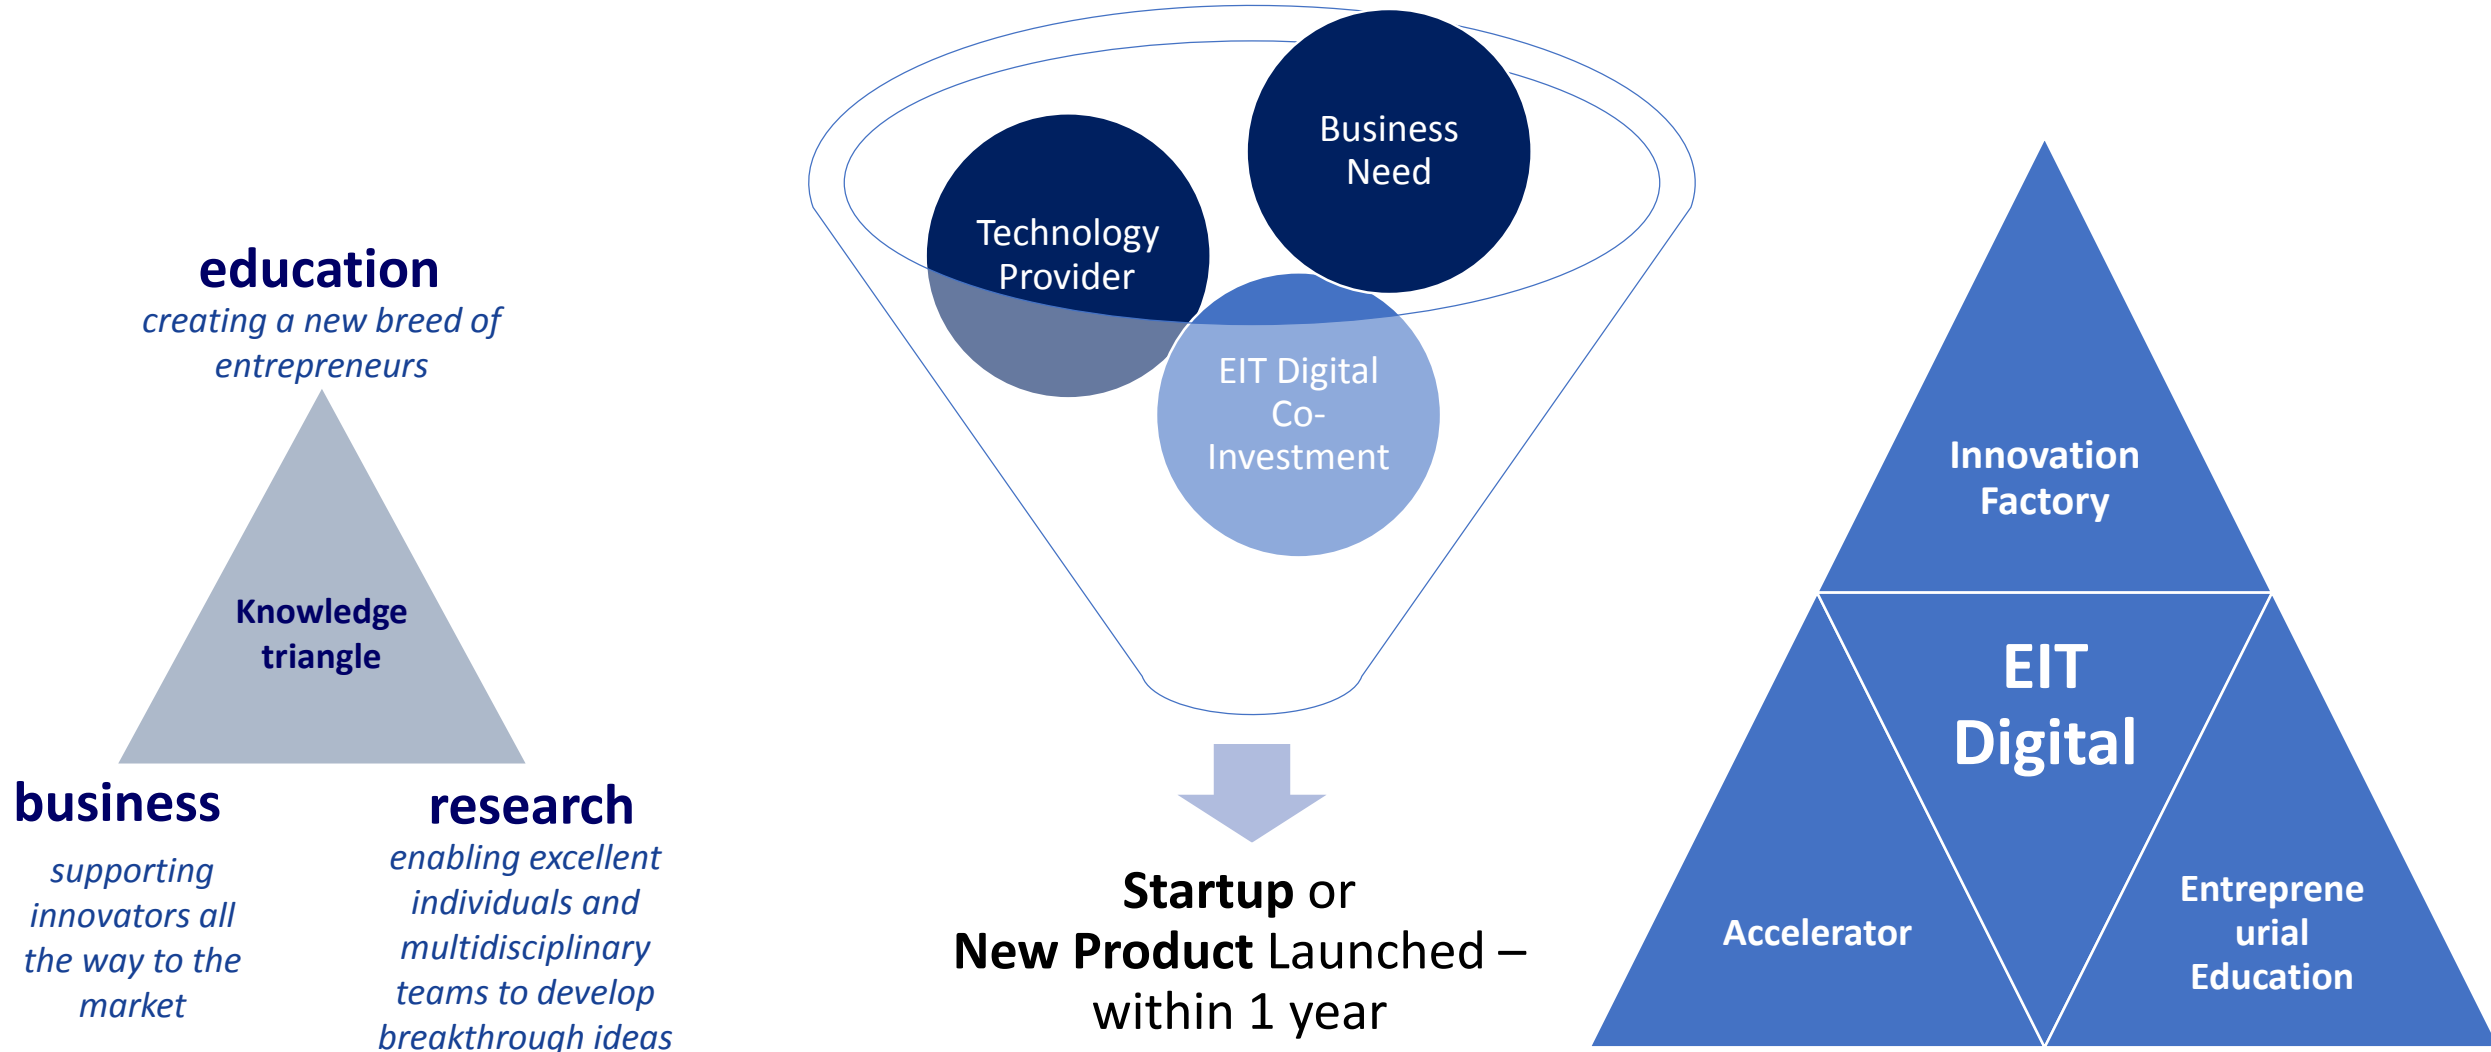 education
creating a new breed of
entrepreneurs
Knowledge
triangle
business
supporting
innovators all
the way to the
market
research
enabling excellent
individuals and
multidisciplinary
teams to develop
breakthrough ideas
Business
Need
Technology
Provider
EIT Digital
Co-
Investment
Startup or
New Product Launched –
within 1 year
Innovation
Factory
EIT
Digital
Accelerator
Entreprene
urial
Education